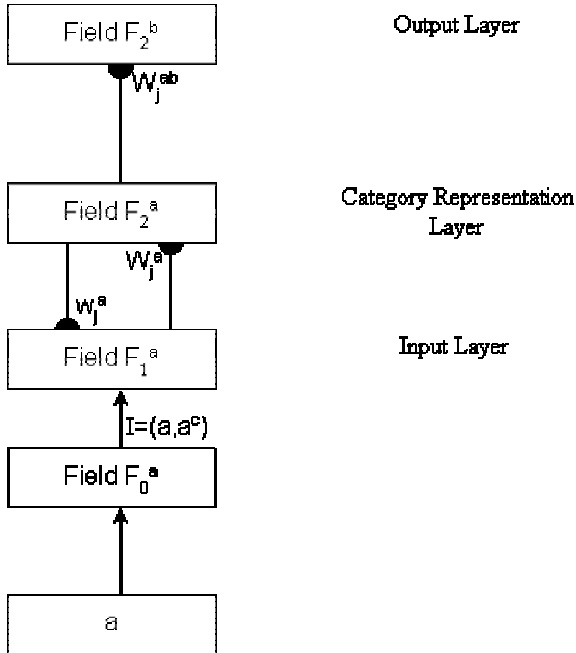 Field F₂ᵇ
Output Layer
Wⱼᵃᵇ
Field F₂ᵃ
Category Representation
Layer
Wⱼᵃ
wⱼᵃ
Field F₁ᵃ
Input Layer
I=(a,aᶜ)
Field F₀ᵃ
a